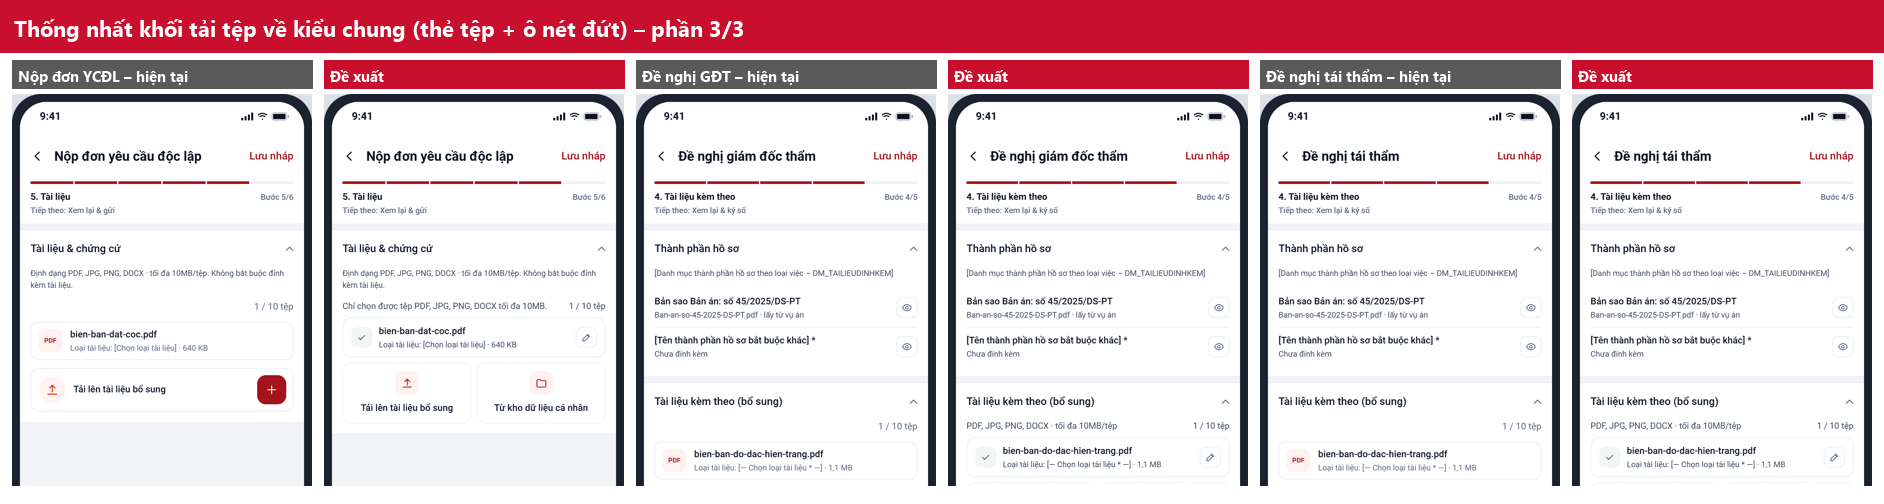 Thống nhất khối tải tệp về kiểu chung (thẻ tệp + ô nét đứt) – phần 3/3
Nộp đơn YCĐL – hiện tại
9:41
Nộp đơn yêu cầu độc lập
Lưu nháp
5. Tài liệu
Bước 5/6
Tiếp theo: Xem lại & gửi
Tài liệu & chứng cứ
Định dạng PDF, JPG, PNG, DOCX · tối đa 10MB/tệp. Không bắt buộc đính
kèm tài liệu.
1 / 10 tệp
PDF
bien-ban-dat-coc.pdf
Loại tài liệu: [Chọn loại tài liệu] · 640 KB
Tải lên tài liệu bổ sung
Đề xuất
9:41
Nộp đơn yêu cầu độc lập
Lưu nháp
5. Tài liệu
Bước 5/6
Tiếp theo: Xem lại & gửi
Tài liệu & chứng cứ
Định dạng PDF, JPG, PNG, DOCX · tối đa 10MB/tệp. Không bắt buộc đính
kèm tài liệu.
Chỉ chọn được tệp PDF, JPG, PNG, DOCX tối đa 10MB.
1 / 10 tệp
bien-ban-dat-coc.pdf
Loại tài liệu: [Chọn loại tài liệu] · 640 KB
Tải lên tài liệu bổ sung
Từ kho dữ liệu cá nhân
Đề nghị GĐT – hiện tại
9:41
Đề nghị giám đốc thẩm
Lưu nháp
4. Tài liệu kèm theo
Bước 4/5
Tiếp theo: Xem lại & ký số
Thành phần hồ sơ
[Danh mục thành phần hồ sơ theo loại việc – DM_TAILIEUDINHKEM]
Bản sao Bản án: số 45/2025/DS-PT
Ban-an-so-45-2025-DS-PT.pdf · lấy từ vụ án
[Tên thành phần hồ sơ bắt buộc khác] *
Chưa đính kèm
Tài liệu kèm theo (bổ sung)
1 / 10 tệp
PDF
bien-ban-do-dac-hien-trang.pdf
Loại tài liệu: [— Chọn loại tài liệu * —] · 1,1 MB
Đề xuất
9:41
Đề nghị giám đốc thẩm
Lưu nháp
4. Tài liệu kèm theo
Bước 4/5
Tiếp theo: Xem lại & ký số
Thành phần hồ sơ
[Danh mục thành phần hồ sơ theo loại việc – DM_TAILIEUDINHKEM]
Bản sao Bản án: số 45/2025/DS-PT
Ban-an-so-45-2025-DS-PT.pdf · lấy từ vụ án
[Tên thành phần hồ sơ bắt buộc khác] *
Chưa đính kèm
Tài liệu kèm theo (bổ sung)
PDF, JPG, PNG, DOCX · tối đa 10MB/tệp
1 / 10 tệp
bien-ban-do-dac-hien-trang.pdf
Loại tài liệu: [— Chọn loại tài liệu * —] · 1,1 MB
Đề nghị tái thẩm – hiện tại
9:41
Đề nghị tái thẩm
Lưu nháp
4. Tài liệu kèm theo
Bước 4/5
Tiếp theo: Xem lại & ký số
Thành phần hồ sơ
[Danh mục thành phần hồ sơ theo loại việc – DM_TAILIEUDINHKEM]
Bản sao Bản án: số 45/2025/DS-PT
Ban-an-so-45-2025-DS-PT.pdf · lấy từ vụ án
[Tên thành phần hồ sơ bắt buộc khác] *
Chưa đính kèm
Tài liệu kèm theo (bổ sung)
1 / 10 tệp
PDF
bien-ban-do-dac-hien-trang.pdf
Loại tài liệu: [— Chọn loại tài liệu * —] · 1,1 MB
Đề xuất
9:41
Đề nghị tái thẩm
Lưu nháp
4. Tài liệu kèm theo
Bước 4/5
Tiếp theo: Xem lại & ký số
Thành phần hồ sơ
[Danh mục thành phần hồ sơ theo loại việc – DM_TAILIEUDINHKEM]
Bản sao Bản án: số 45/2025/DS-PT
Ban-an-so-45-2025-DS-PT.pdf · lấy từ vụ án
[Tên thành phần hồ sơ bắt buộc khác] *
Chưa đính kèm
Tài liệu kèm theo (bổ sung)
PDF, JPG, PNG, DOCX · tối đa 10MB/tệp
1 / 10 tệp
bien-ban-do-dac-hien-trang.pdf
Loại tài liệu: [— Chọn loại tài liệu * —] · 1,1 MB